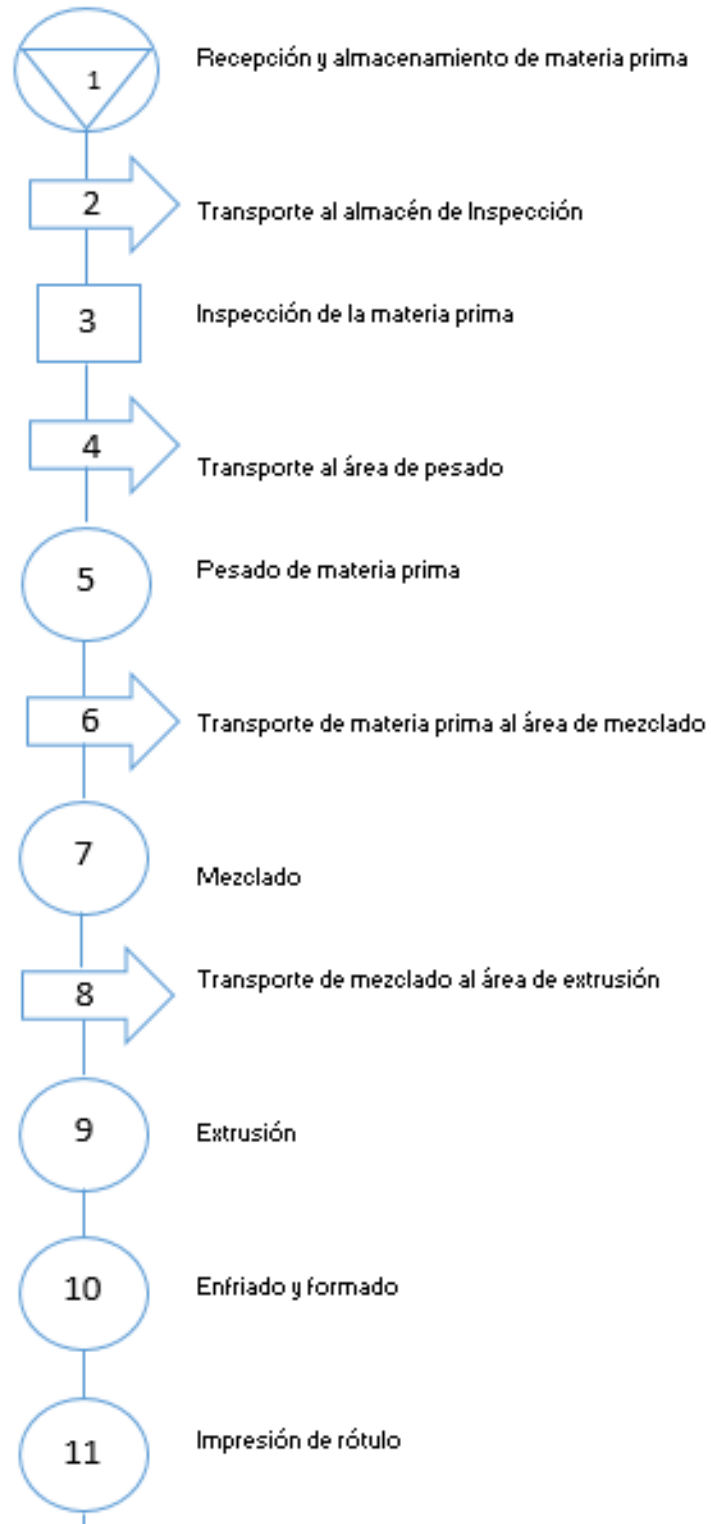 1
Recepción y almacenamiento de materia prima
2
Transporte al almacén de Inspección
3
Inspección de la materia prima
4
Transporte al área de pesado
5
Pesado de materia prima
6
Transporte de materia prima al área de mezclado
7
Mezclado
8
Transporte de mezclado al área de extrusión
9
Extrusión
10
Enfriado y formado
11
Impresión de rótulo